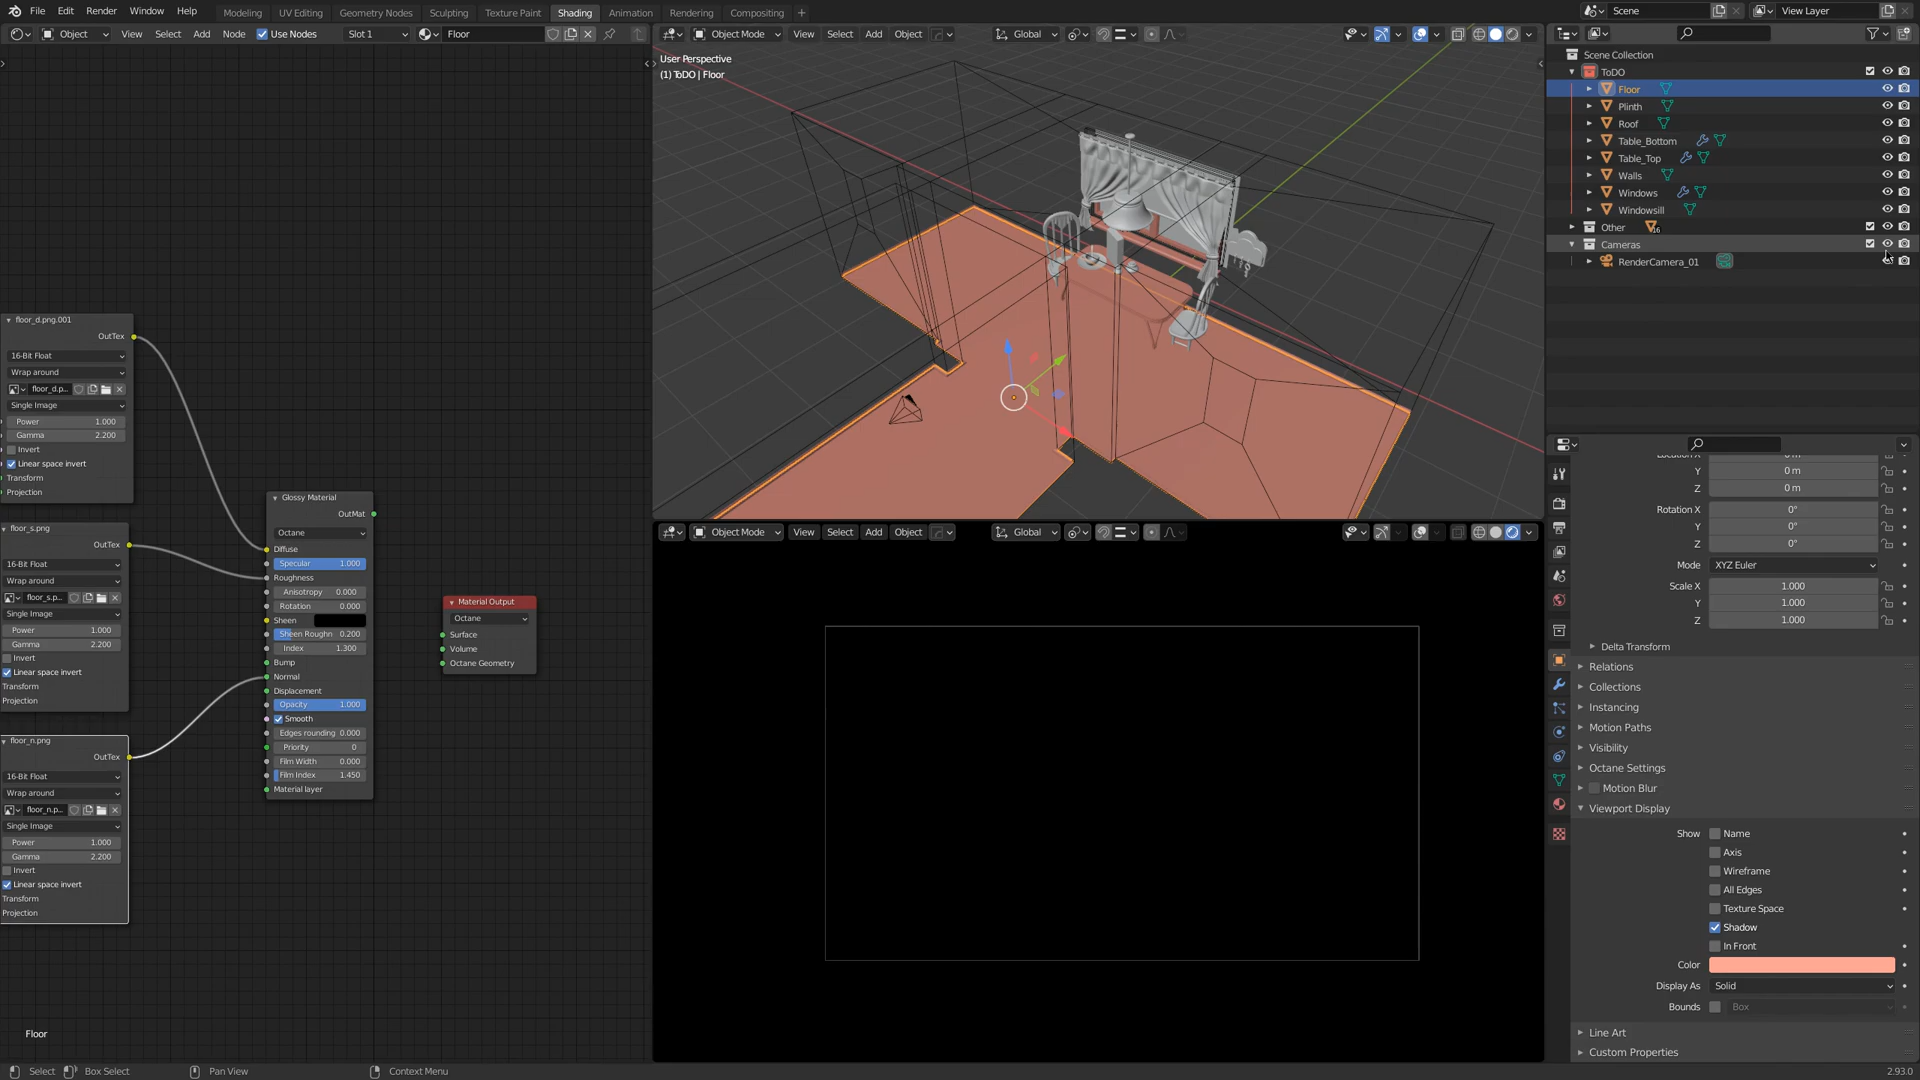 File Edit Render Window Help Modeling UV Editing Geometry Nodes Sculpting Texture Paint Shading Animation Rendering Compositing + Scene View Layer
Object View Select Add Node Use Nodes Slot 1 Floor
floor_d.png.001
OutTex
16-Bit Float
Wrap around
floor_d.p...
Single Image
Power 1.000
Gamma 2.200
Invert
Linear space invert
Transform
Projection
floor_s.png
OutTex
16-Bit Float
Wrap around
floor_s.p...
Single Image
Power 1.000
Gamma 2.200
Invert
Linear space invert
Transform
Projection
floor_n.png
OutTex
16-Bit Float
Wrap around
floor_n.p...
Single Image
Power 1.000
Gamma 2.200
Invert
Linear space invert
Transform
Projection
Glossy Material
OutMat
Octane
Diffuse
Specular 1.000
Roughness
Anisotropy 0.000
Rotation 0.000
Sheen
Sheen Roughn 0.200
Index 1.300
Bump
Normal
Displacement
Opacity 1.000
Smooth
Edges rounding 0.000
Priority 0
Film Width 0.000
Film Index 1.450
Material layer
Material Output
Octane
Surface
Volume
Octane Geometry
Floor
Object Mode View Select Add Object Global
User Perspective
(1) ToDO | Floor
Object Mode View Select Add Object Global
Scene Collection
ToDO
Floor
Plinth
Roof
Table_Bottom
Table_Top
Walls
Windows
Windowsill
Other 16
Cameras
RenderCamera_01
Y 0 m
Z 0 m
Rotation X 0°
Y 0°
Z 0°
Mode XYZ Euler
Scale X 1.000
Y 1.000
Z 1.000
Delta Transform
Relations
Collections
Instancing
Motion Paths
Visibility
Octane Settings
Motion Blur
Viewport Display
Show Name
Axis
Wireframe
All Edges
Texture Space
Shadow
In Front
Color
Display As Solid
Bounds Box
Line Art
Custom Properties
Select Box Select Pan View Context Menu 2.93.0